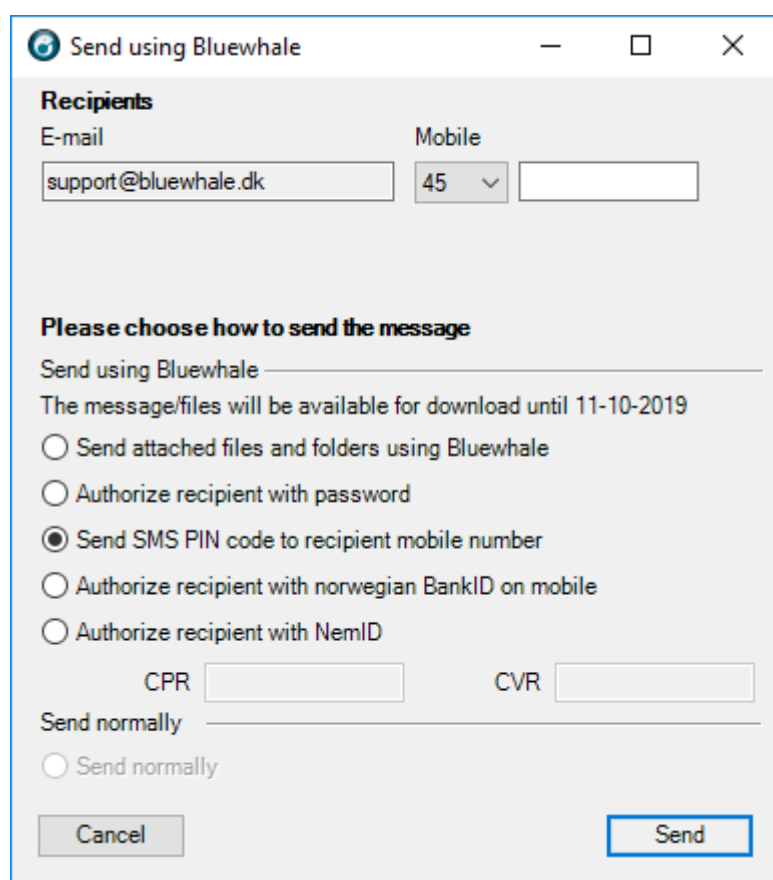 Send using Bluewhale
Recipients
E-mail Mobile
support@bluewhale.dk 45
Please choose how to send the message
Send using Bluewhale
The message/files will be available for download until 11-10-2019
Send attached files and folders using Bluewhale
Authorize recipient with password
Send SMS PIN code to recipient mobile number
Authorize recipient with norwegian BankID on mobile
Authorize recipient with NemID
CPR CVR
Send normally
Send normally
Cancel Send